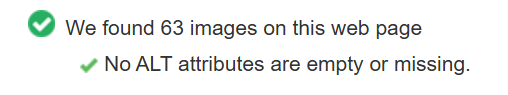 We found 63 images on this web page
No ALT attributes are empty or missing.